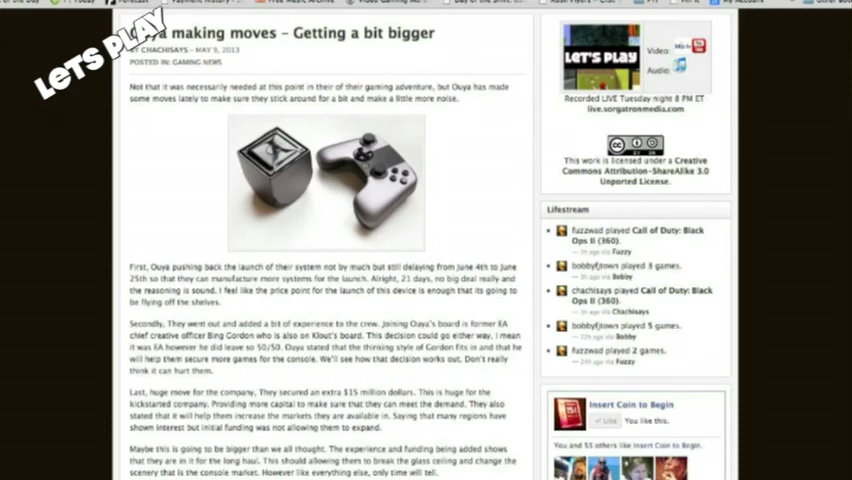 LET'S PLAY
making moves – Getting a bit bigger
BY CHACHISAYS – MAY 9, 2013
POSTED IN: GAMING NEWS
Not that it was necessarily needed at this point in their of their gaming adventure, but Ouya has made
some moves lately to make sure they stick around for a bit and make a little more noise.
First, Ouya pushing back the launch of their system not by much but still delaying from June 4th to June
25th so that they can manufacture more systems for the launch. Alright, 21 days, no big deal really and
the reasoning is sound. I feel like the price point for the launch of this device is enough that its going to
be flying off the shelves.
Secondly, They went out and added a bit of experience to the crew. Joining Ouya's board is former EA
chief creative officer Bing Gordon who is also on Klout's board. This decision could go either way, I mean
it was EA however he did leave so 50/50. Ouya stated that the thinking style of Gordon fits in and that he
will help them secure more games for the console. We'll see how that decision works out. Don't really
think it can hurt them.
Last, huge move for the company, They secured an extra $15 million dollars. This is huge for the
kickstarted company. Providing more capital to make sure that they can meet the demand. They also
stated that it will help them increase the markets they are available in. Saying that many regions have
shown interest but initial funding was not allowing them to expand.
Maybe this is going to be bigger than we all thought. The experience and funding being added shows
that they are in it for the long haul. This should allowing them to break the glass ceiling and change the
scenery that is the console market. However like everything else, only time will tell.
LET'S PLAY
Video:
Audio:
Recorded LIVE Tuesday night 8 PM ET
live.sorgatronmedia.com
This work is licensed under a Creative
Commons Attribution-ShareAlike 3.0
Unported License.
Lifestream
fuzzwad played Call of Duty: Black
Ops II (360).
via Fuzzy
bobbyfjtown played 3 games.
via Bobby
chachisays played Call of Duty: Black
Ops II (360).
via Chachisays
bobbyfjtown played 5 games.
via Bobby
fuzzwad played 2 games.
via Fuzzy
Insert Coin to Begin
Like You like this.
You and 55 others like Insert Coin to Begin.